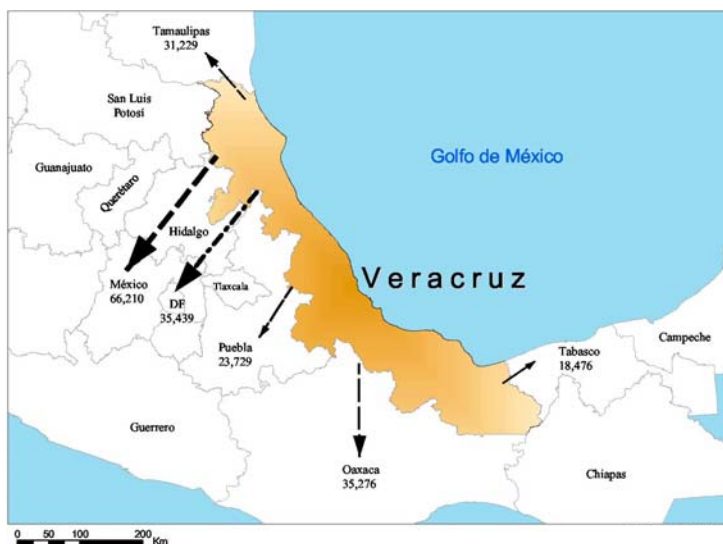 Tamaulipas
31,229
San Luis
Potosí
Guanajuato
Querétaro
Golfo de México
Hidalgo
México
66,210
DF
35,439
Tlaxcala
Veracruz
Puebla
23,729
Tabasco
18,476
Campeche
Guerrero
Oaxaca
35,276
Chiapas
0 50 100 200
Km